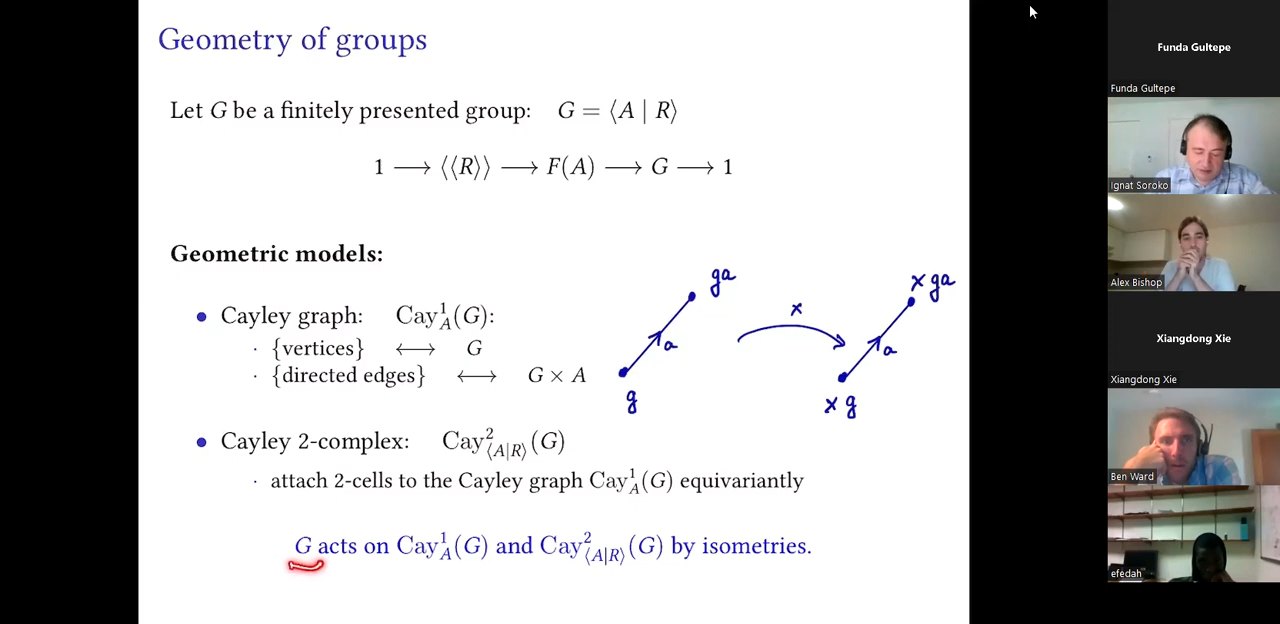 Geometry of groups
Let G be a finitely presented group: G = ⟨A | R⟩
1 ⟶ ⟨⟨R⟩⟩ ⟶ F(A) ⟶ G ⟶ 1
Geometric models:
• Cayley graph: Cay¹_A(G):
· {vertices} ⟷ G
· {directed edges} ⟷ G × A
ga
a
g
x
x ga
a
x g
• Cayley 2-complex: Cay²_⟨A|R⟩(G)
· attach 2-cells to the Cayley graph Cay¹_A(G) equivariantly
G acts on Cay¹_A(G) and Cay²_⟨A|R⟩(G) by isometries.
Funda Gultepe
Funda Gultepe
Ignat Soroko
Alex Bishop
Xiangdong Xie
Xiangdong Xie
Ben Ward
efedah